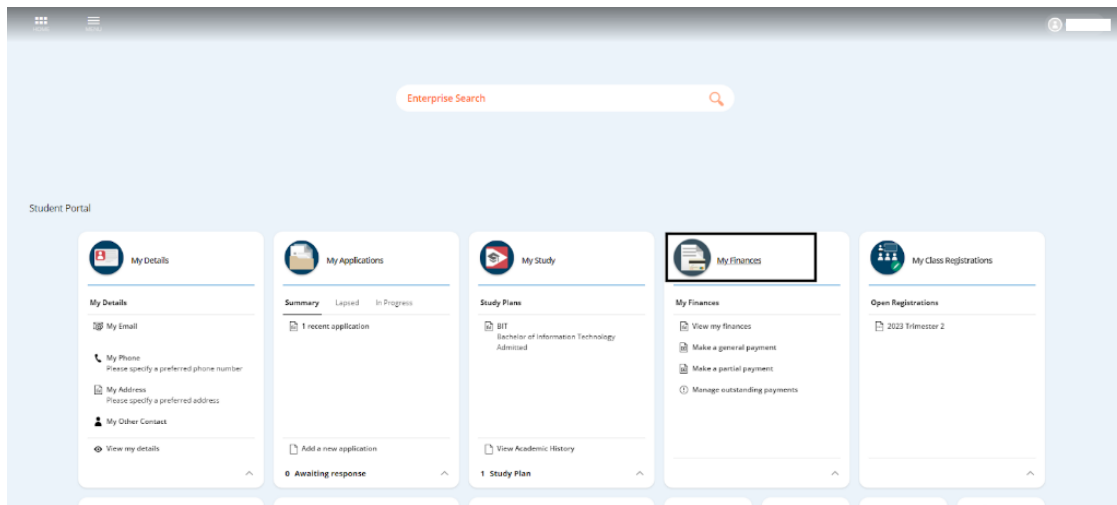 HOME
MENU
Enterprise Search
Student Portal
My Details
My Details
My Email
My Phone
Please specify a preferred phone number
My Address
Please specify a preferred address
My Other Contact
View my details
My Applications
Summary Lapsed In Progress
1 recent application
Add a new application
0 Awaiting response
My Study
Study Plans
BIT
Bachelor of Information Technology
Admitted
View Academic History
1 Study Plan
My Finances
My Finances
View my finances
Make a general payment
Make a partial payment
Manage outstanding payments
My Class Registrations
Open Registrations
2023 Trimester 2